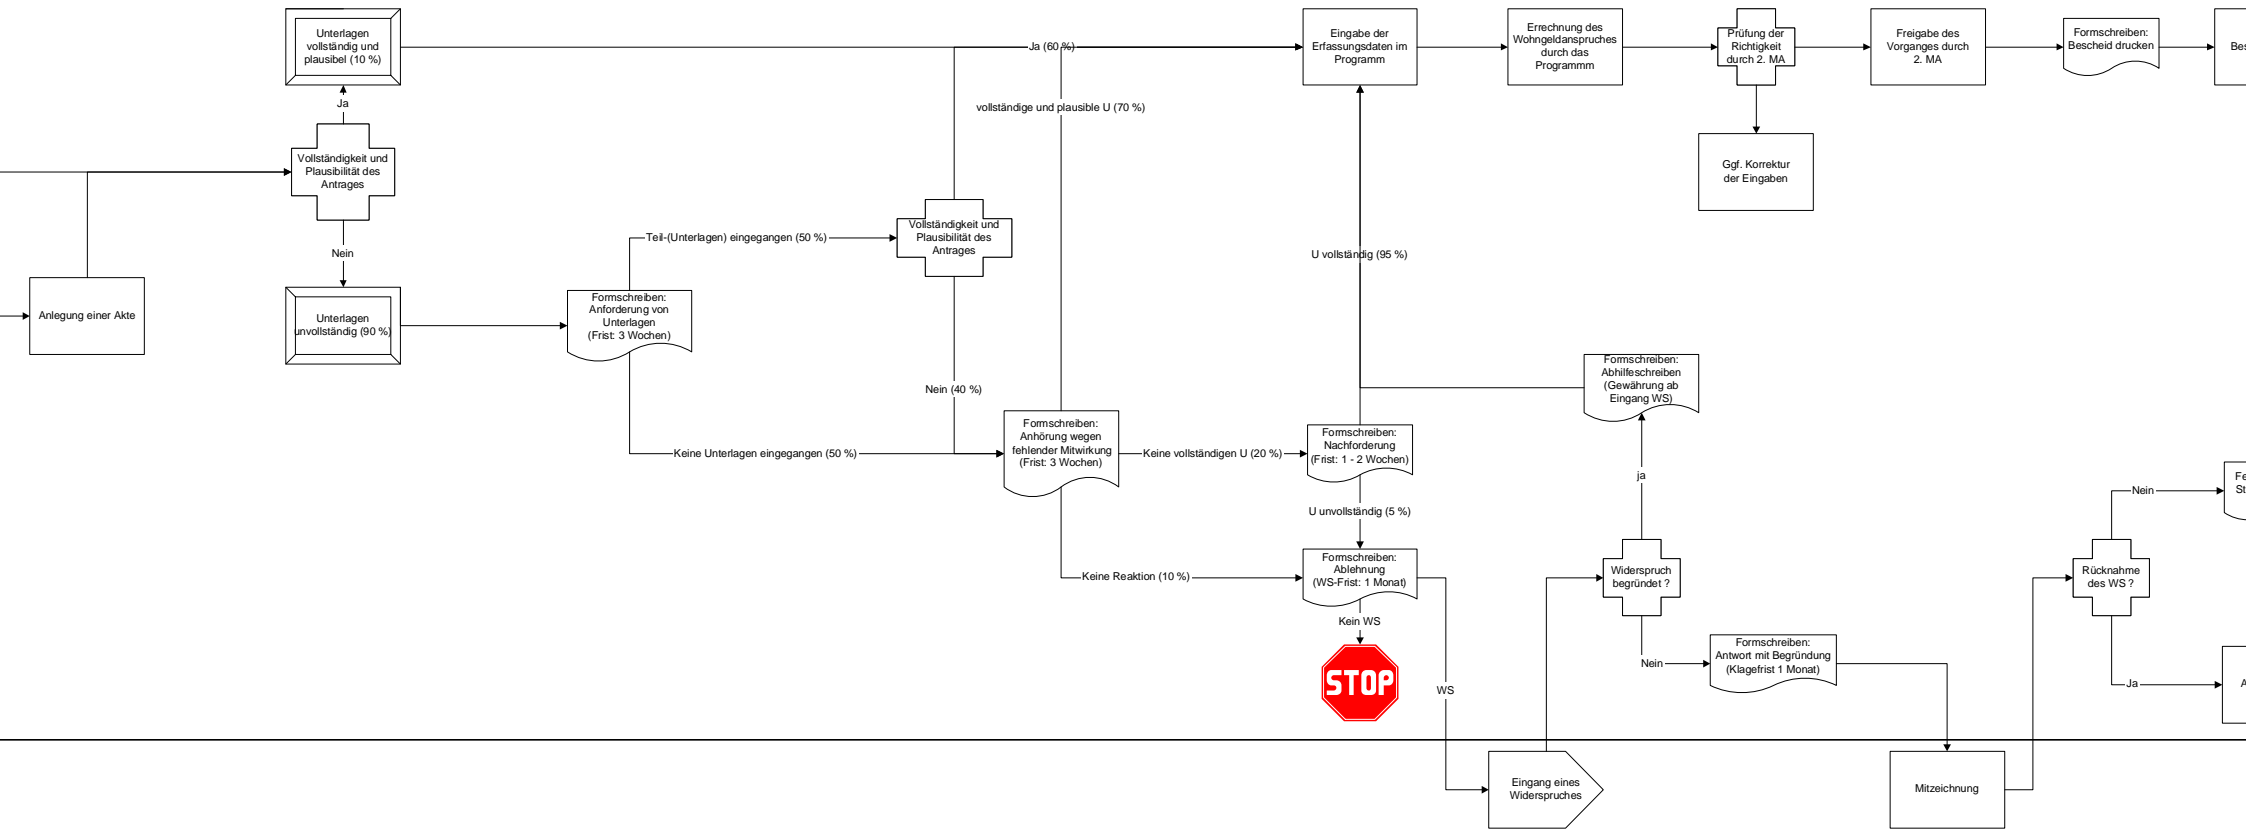 Unterlagen
vollständig und
plausibel (10 %)
Ja
Vollständigkeit und
Plausibilität des
Antrages
Nein
Anlegung einer Akte
Unterlagen
unvollständig (90 %)
Formschreiben:
Anforderung von
Unterlagen
(Frist: 3 Wochen)
Teil-(Unterlagen) eingegangen (50 %)
Keine Unterlagen eingegangen (50 %)
Vollständigkeit und
Plausibilität des
Antrages
Ja (60 %)
Nein (40 %)
vollständige und plausible U (70 %)
Formschreiben:
Anhörung wegen
fehlender Mitwirkung
(Frist: 3 Wochen)
Keine vollständigen U (20 %)
Keine Reaktion (10 %)
Eingabe der
Erfassungsdaten im
Programm
U vollständig (95 %)
Formschreiben:
Nachforderung
(Frist: 1 - 2 Wochen)
U unvollständig (5 %)
Formschreiben:
Ablehnung
(WS-Frist: 1 Monat)
Kein WS
STOP
WS
Eingang eines
Widerspruches
Errechnung des
Wohngeldanspruches
durch das
Programmm
Prüfung der
Richtigkeit
durch 2. MA
Ggf. Korrektur
der Eingaben
Freigabe des
Vorganges durch
2. MA
Formschreiben:
Bescheid drucken
Bes
Formschreiben:
Abhilfeschreiben
(Gewährung ab
Eingang WS)
ja
Widerspruch
begründet ?
Nein
Formschreiben:
Antwort mit Begründung
(Klagefrist 1 Monat)
Mitzeichnung
Rücknahme
des WS ?
Nein
Fe
St
Ja
A